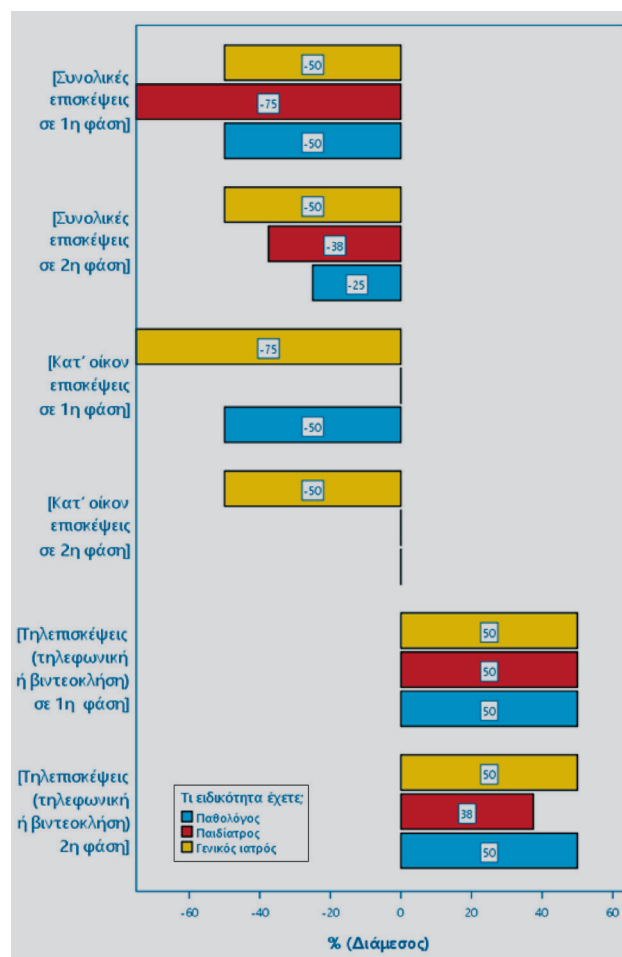 [Συνολικές
επισκέψεις
σε 1η φάση]
-50
-75
-50
[Συνολικές
επισκέψεις
σε 2η φάση]
-50
-38
-25
[Κατ’ οίκον
επισκέψεις
σε 1η φάση]
-75
-50
[Κατ’ οίκον
επισκέψεις
σε 2η φάση]
-50
[Τηλεπισκέψεις
(τηλεφωνική
ή βιντεοκλήση)
σε 1η φάση]
50
50
50
[Τηλεπισκέψεις
(τηλεφωνική
ή βιντεοκλήση)
2η φάση]
50
38
50
Τι ειδικότητα έχετε;
Παθολόγος
Παιδίατρος
Γενικός ιατρός
-60 -40 -20 0 20 40 60
% (Διάμεσος)